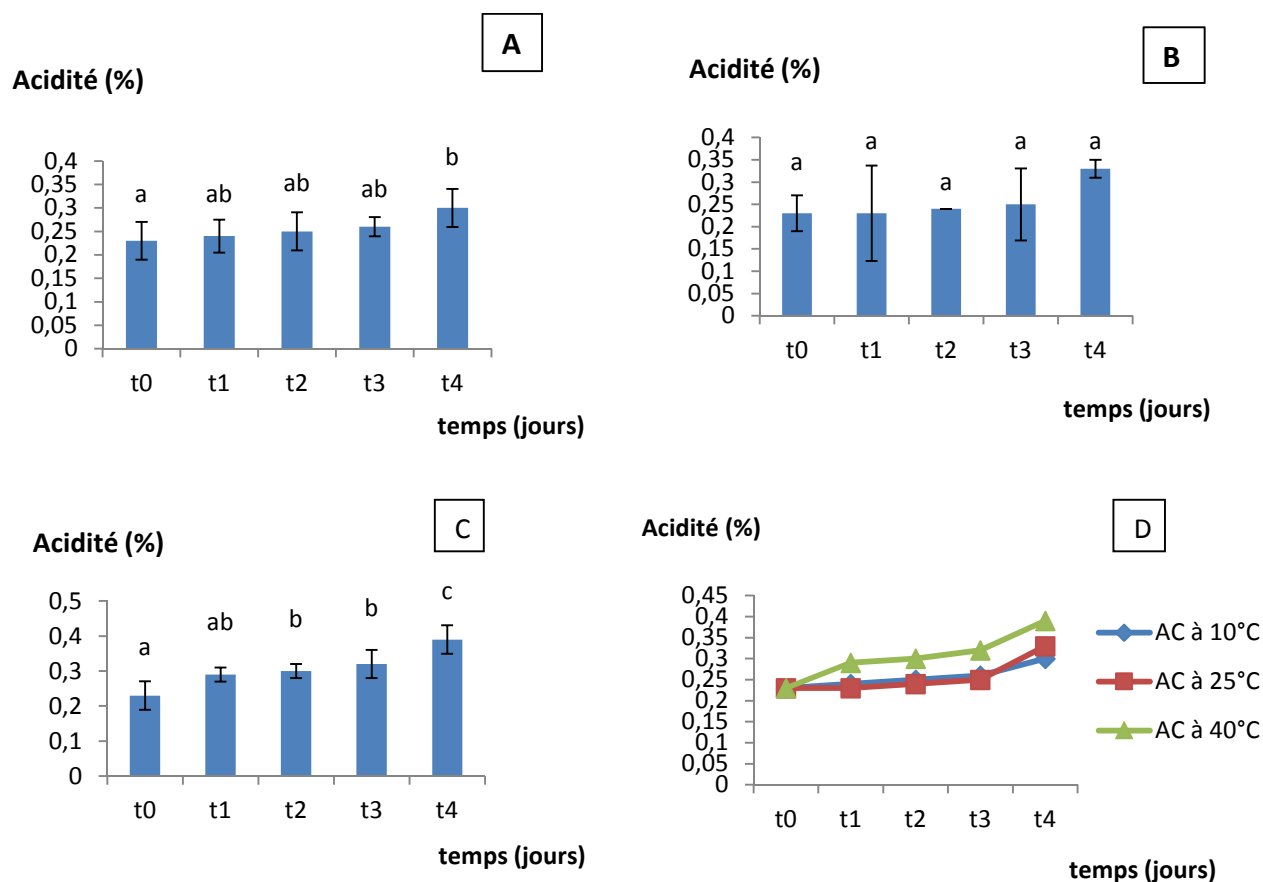 A
Acidité (%)
0,4
0,35
0,3
0,25
0,2
0,15
0,1
0,05
0
a
ab
ab
ab
b
t0 t1 t2 t3 t4
temps (jours)
B
Acidité (%)
0,4
0,35
0,3
0,25
0,2
0,15
0,1
0,05
0
a
a
a
a
a
t0 t1 t2 t3 t4
temps (jours)
C
Acidité (%)
0,5
0,4
0,3
0,2
0,1
0
a
ab
b
b
c
t0 t1 t2 t3 t4
temps (jours)
D
Acidité (%)
0,45
0,4
0,35
0,3
0,25
0,2
0,15
0,1
0,05
0
t0 t1 t2 t3 t4
temps (jours)
AC à 10°C
AC à 25°C
AC à 40°C